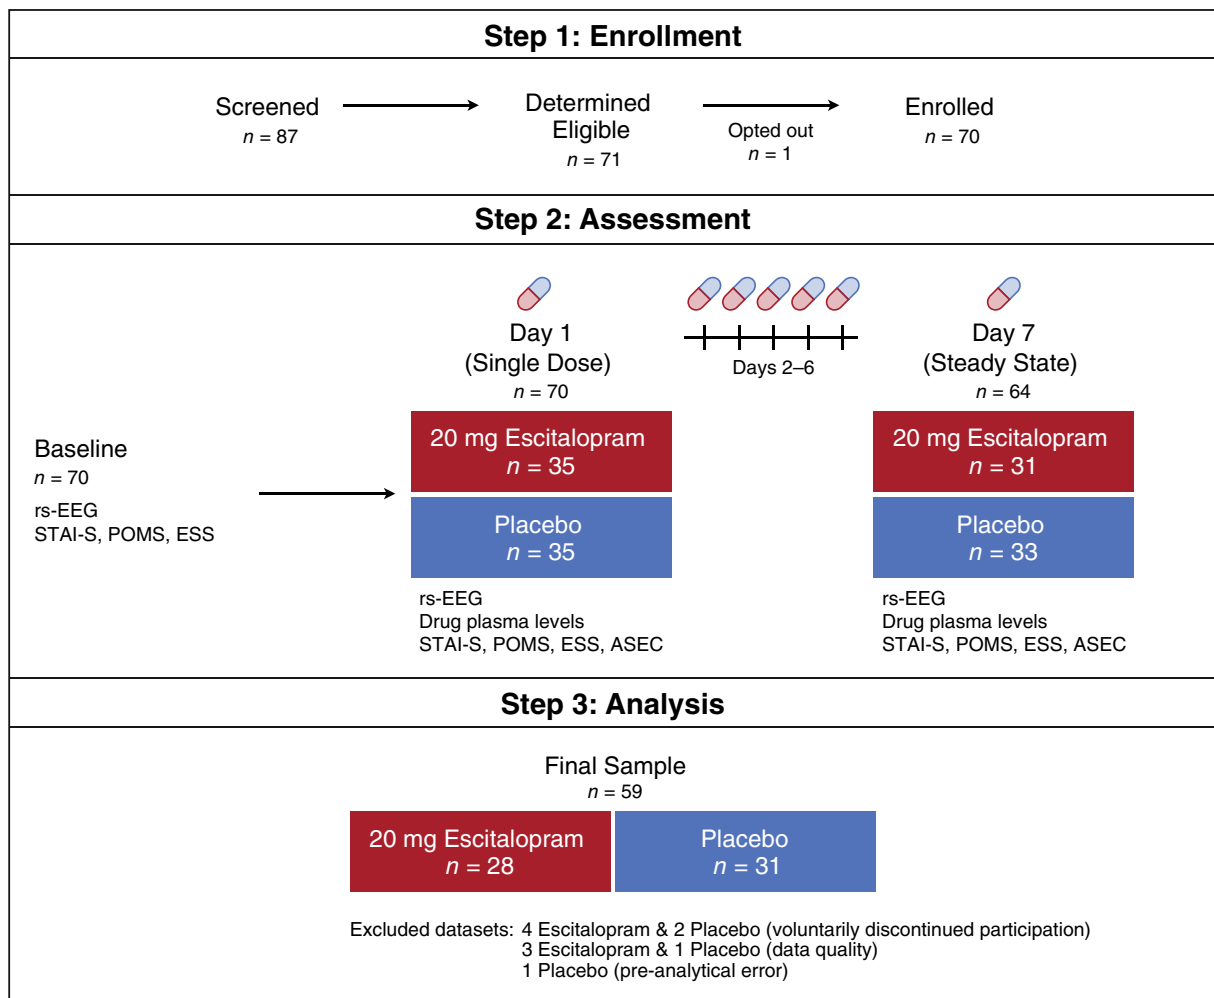 Step 1: Enrollment
Screened
n = 87
Determined
Eligible
n = 71
Opted out
n = 1
Enrolled
n = 70
Step 2: Assessment
Baseline
n = 70
rs-EEG
STAI-S, POMS, ESS
Day 1
(Single Dose)
n = 70
20 mg Escitalopram
n = 35
Placebo
n = 35
rs-EEG
Drug plasma levels
STAI-S, POMS, ESS, ASEC
Days 2–6
Day 7
(Steady State)
n = 64
20 mg Escitalopram
n = 31
Placebo
n = 33
rs-EEG
Drug plasma levels
STAI-S, POMS, ESS, ASEC
Step 3: Analysis
Final Sample
n = 59
20 mg Escitalopram
n = 28
Placebo
n = 31
Excluded datasets: 4 Escitalopram & 2 Placebo (voluntarily discontinued participation)
3 Escitalopram & 1 Placebo (data quality)
1 Placebo (pre-analytical error)